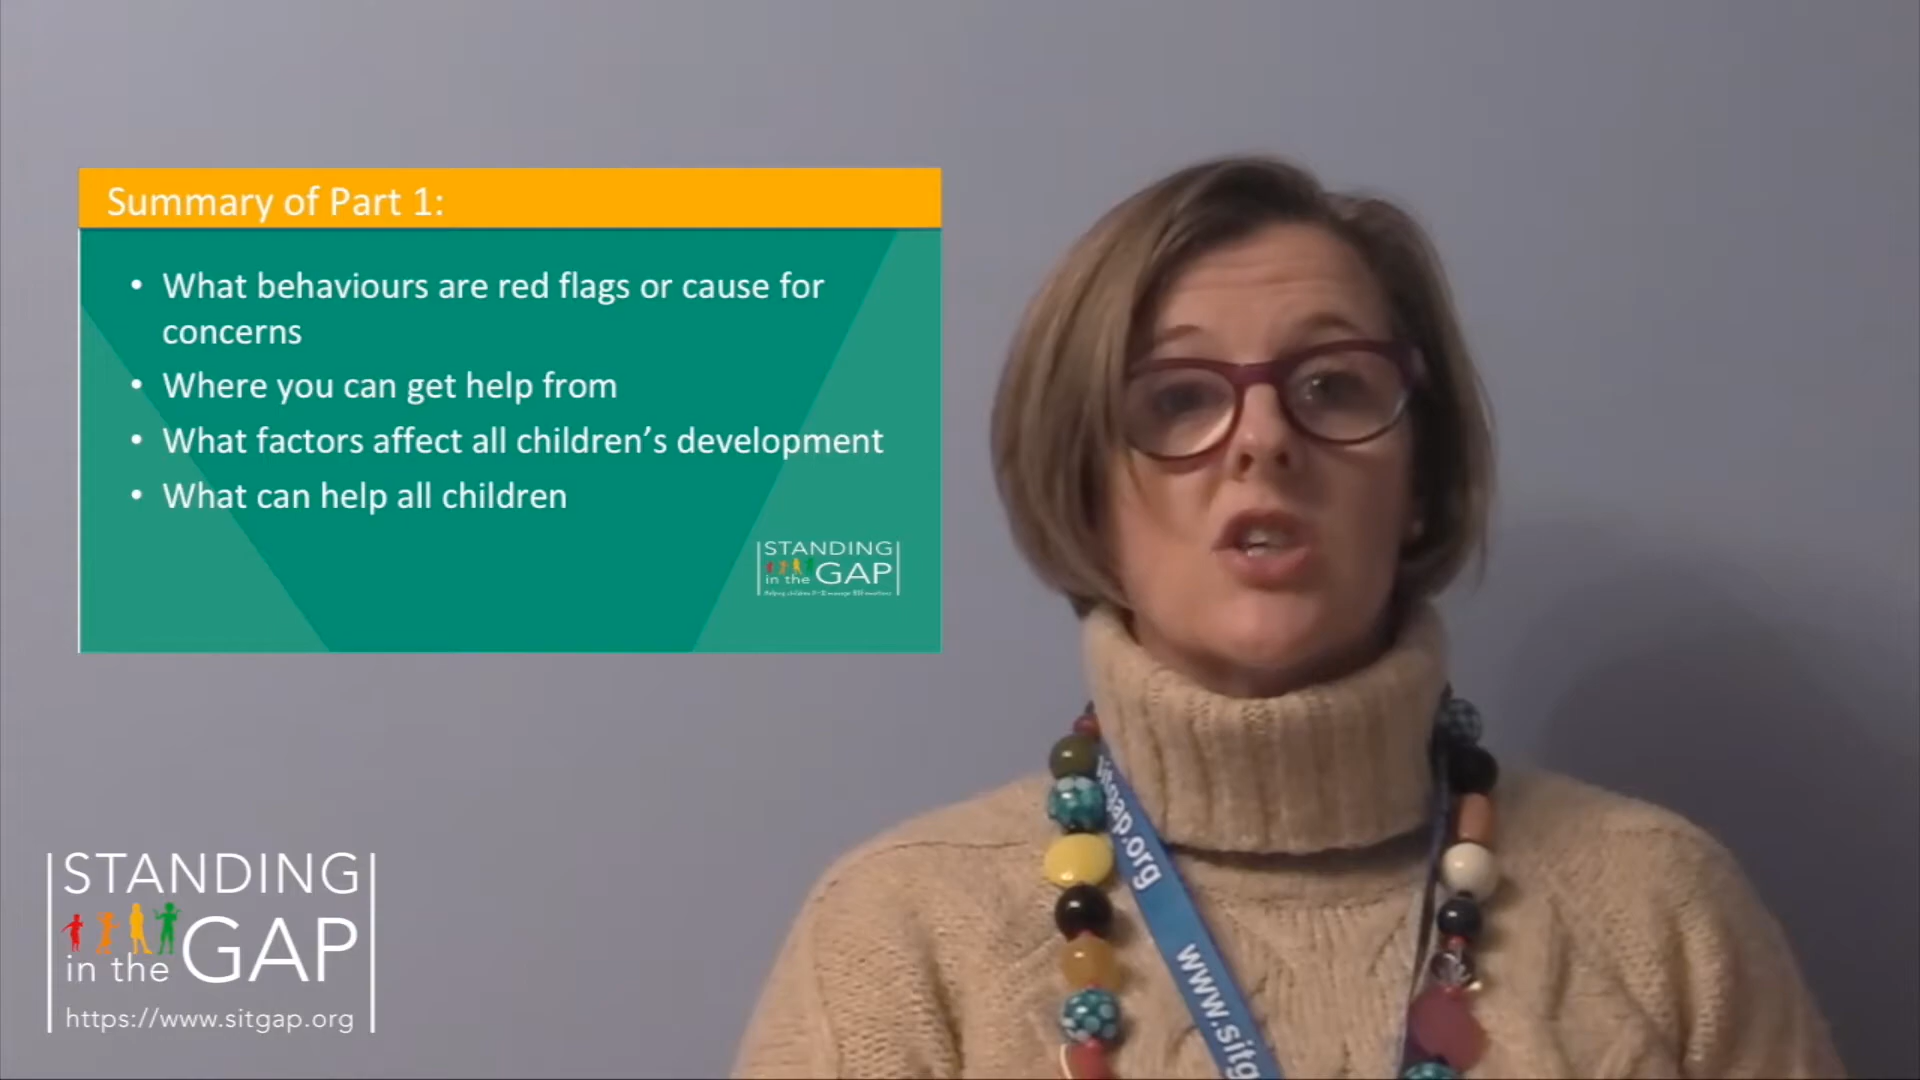 Summary of Part 1:
• What behaviours are red flags or cause for
concerns
• Where you can get help from
• What factors affect all children’s development
• What can help all children
STANDING
in the GAP
STANDING
in the GAP
https://www.sitgap.org
sitgap.org
www.sitg